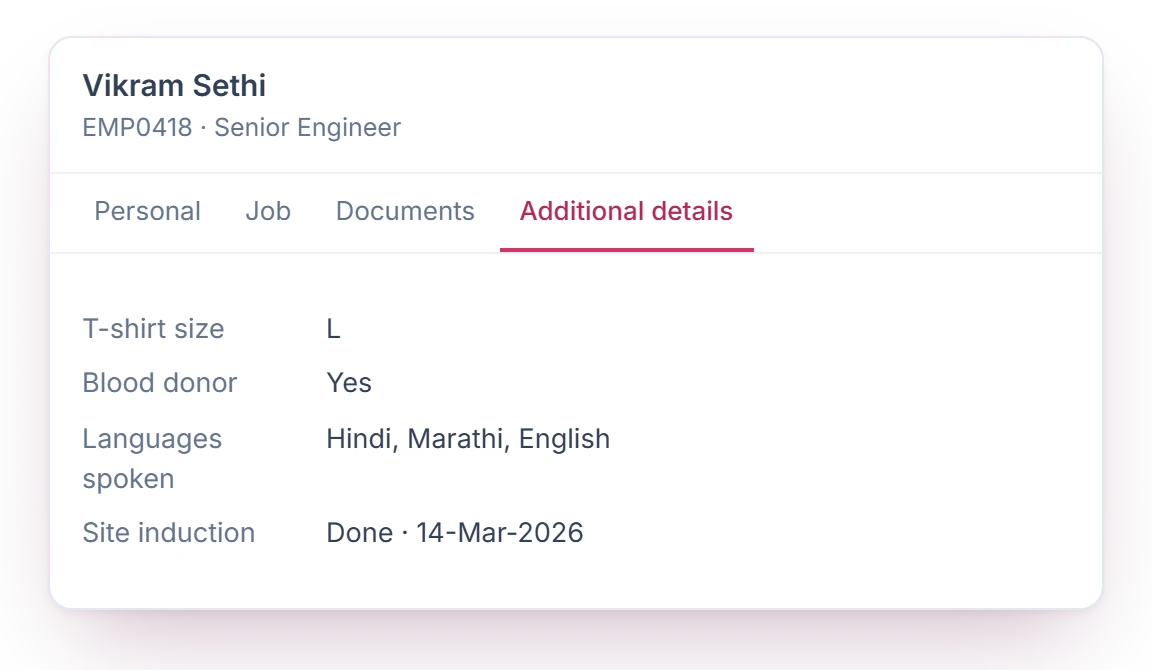 Vikram Sethi
EMP0418 · Senior Engineer
Personal Job Documents Additional details
T-shirt size L
Blood donor Yes
Languages spoken Hindi, Marathi, English
Site induction Done · 14-Mar-2026